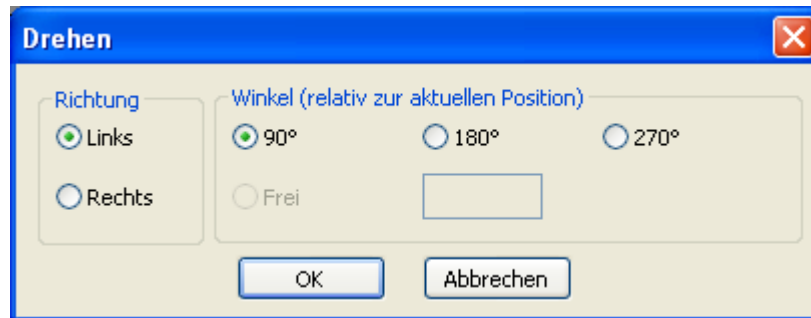 Drehen
Richtung
Winkel (relativ zur aktuellen Position)
Links
90°
180°
270°
Rechts
Frei
OK
Abbrechen